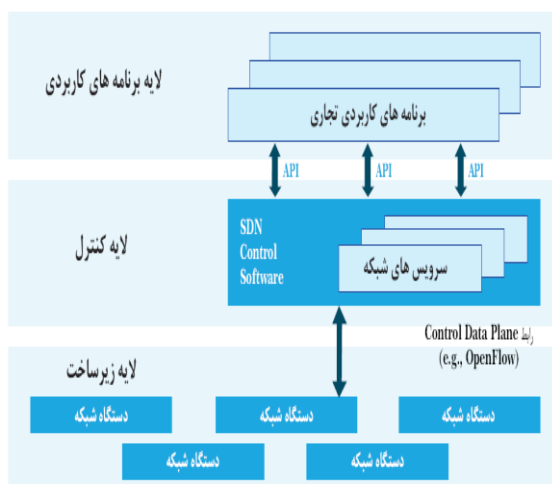 لایه برنامه های کاربردی
برنامه های کاربردی تجاری
API
API
API
لایه کنترل
SDN
Control
Software
سرویس های شبکه
رابط Control Data Plane
(e.g., OpenFlow)
لایه زیرساخت
دستگاه شبکه
دستگاه شبکه
دستگاه شبکه
دستگاه شبکه
دستگاه شبکه